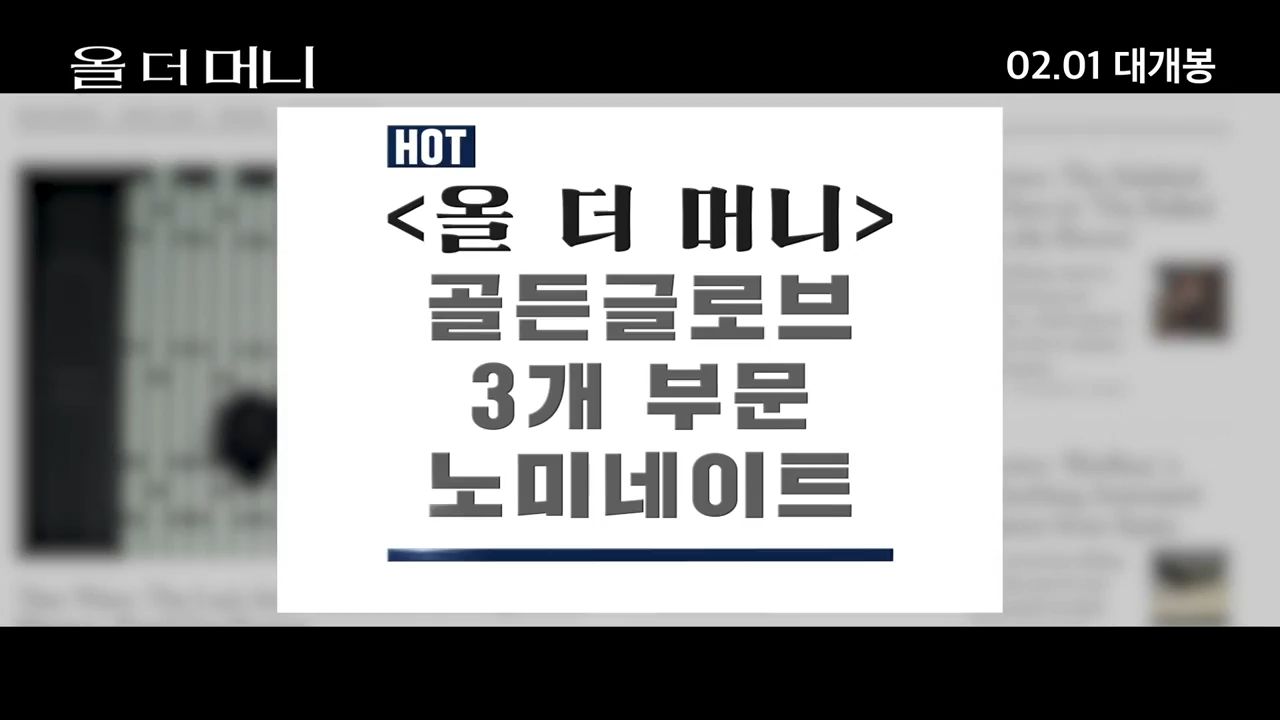 올 더 머니
02.01 대개봉
HOT
<올 더 머니>
골든글로브
3개 부문
노미네이트